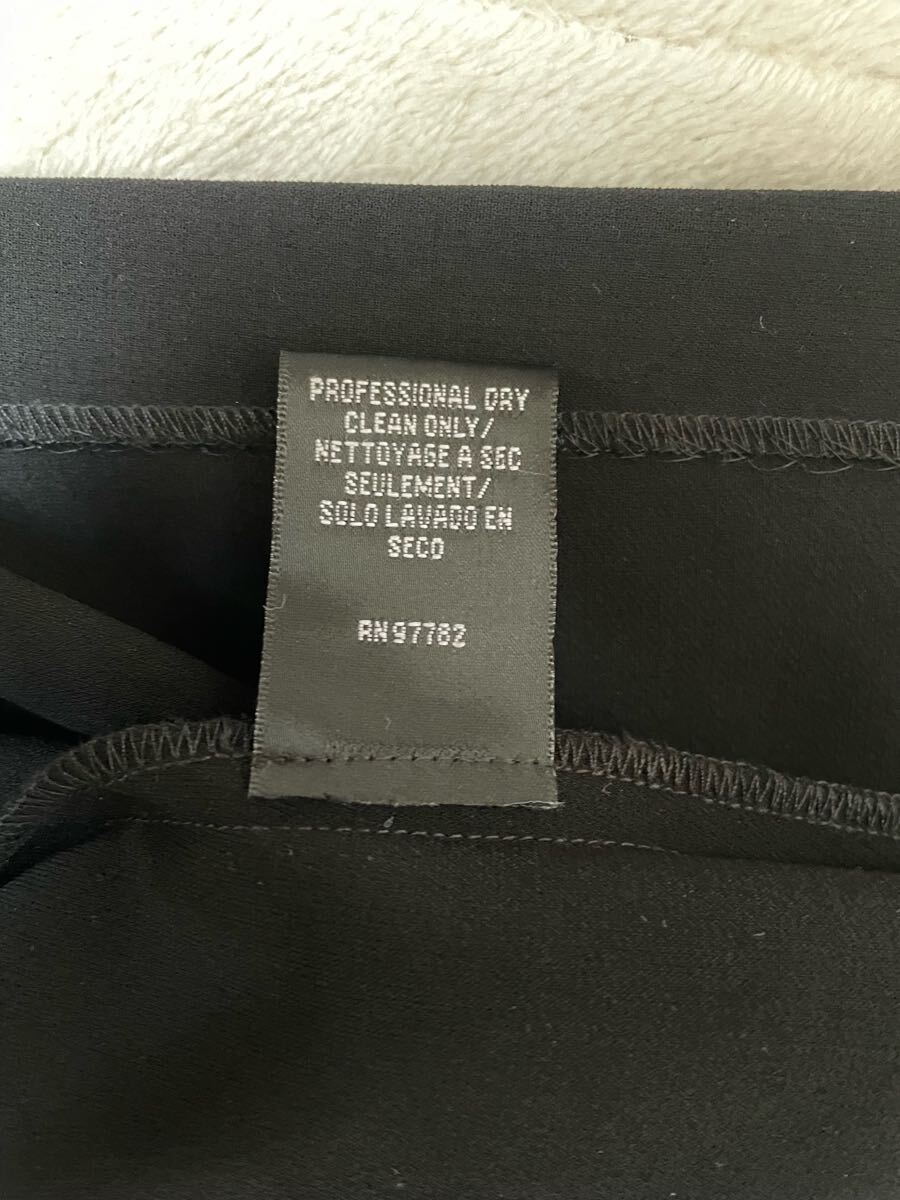 PROFESSIONAL DRY
CLEAN ONLY/
NETTOYAGE A SEC
SEULEMENT/
SOLO LAVADO EN
SECO
RN 97782